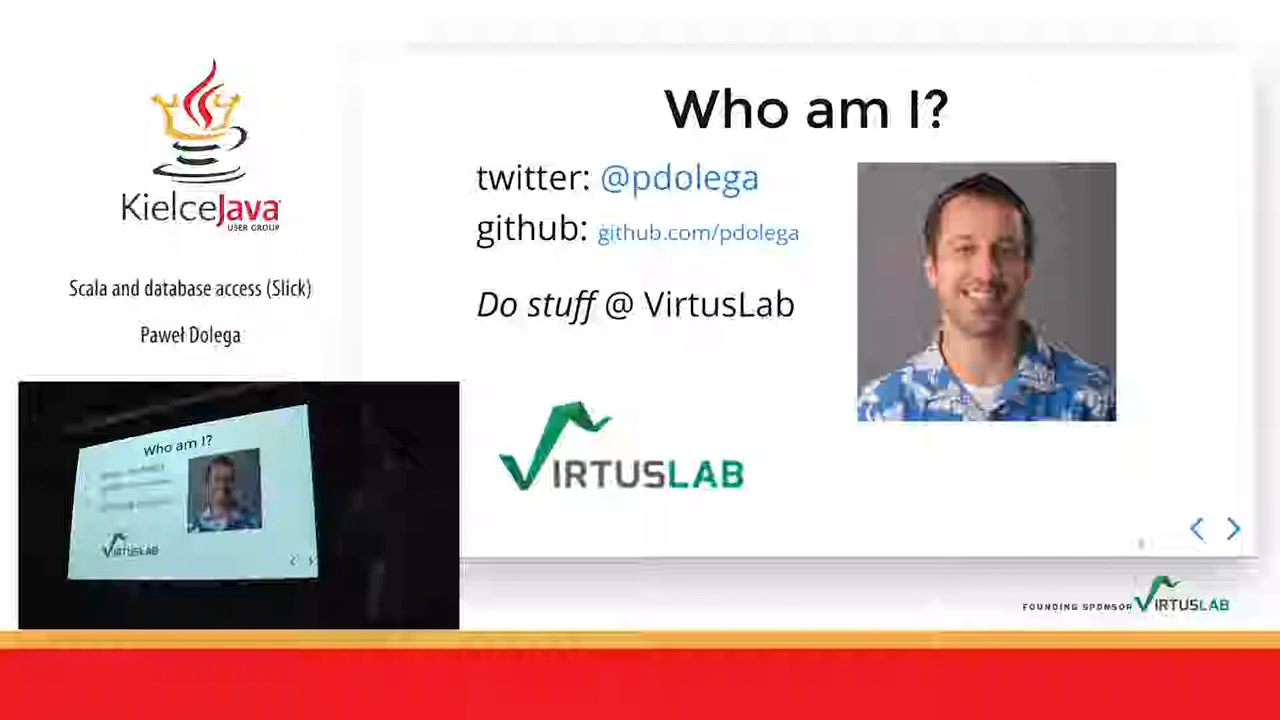 KielceJava
USER GROUP
Scala and database access (Slick)
Paweł Dolega
Who am I?
twitter: @pdolega
github: github.com/pdolega
Do stuff @ VirtusLab
VIRTUSLAB
Who am I?
VIRTUSLAB
FOUNDING SPONSOR VIRTUSLAB